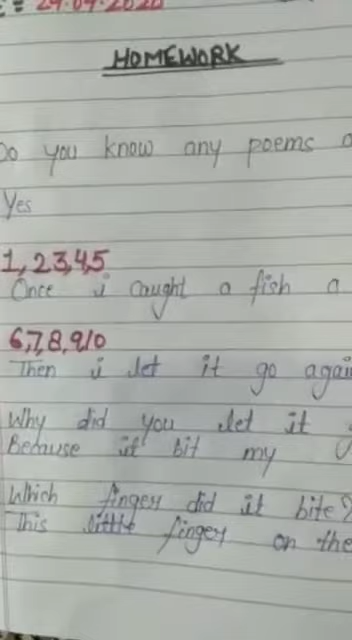 HOMEWORK
Do you know any poems
Yes
1, 2 3, 4, 5
Once i caught a fish a
6, 7, 8, 9, 10
Then i let it go again
Why did you let it
Because it bit my
Which finger did it bite?
This little finger on the